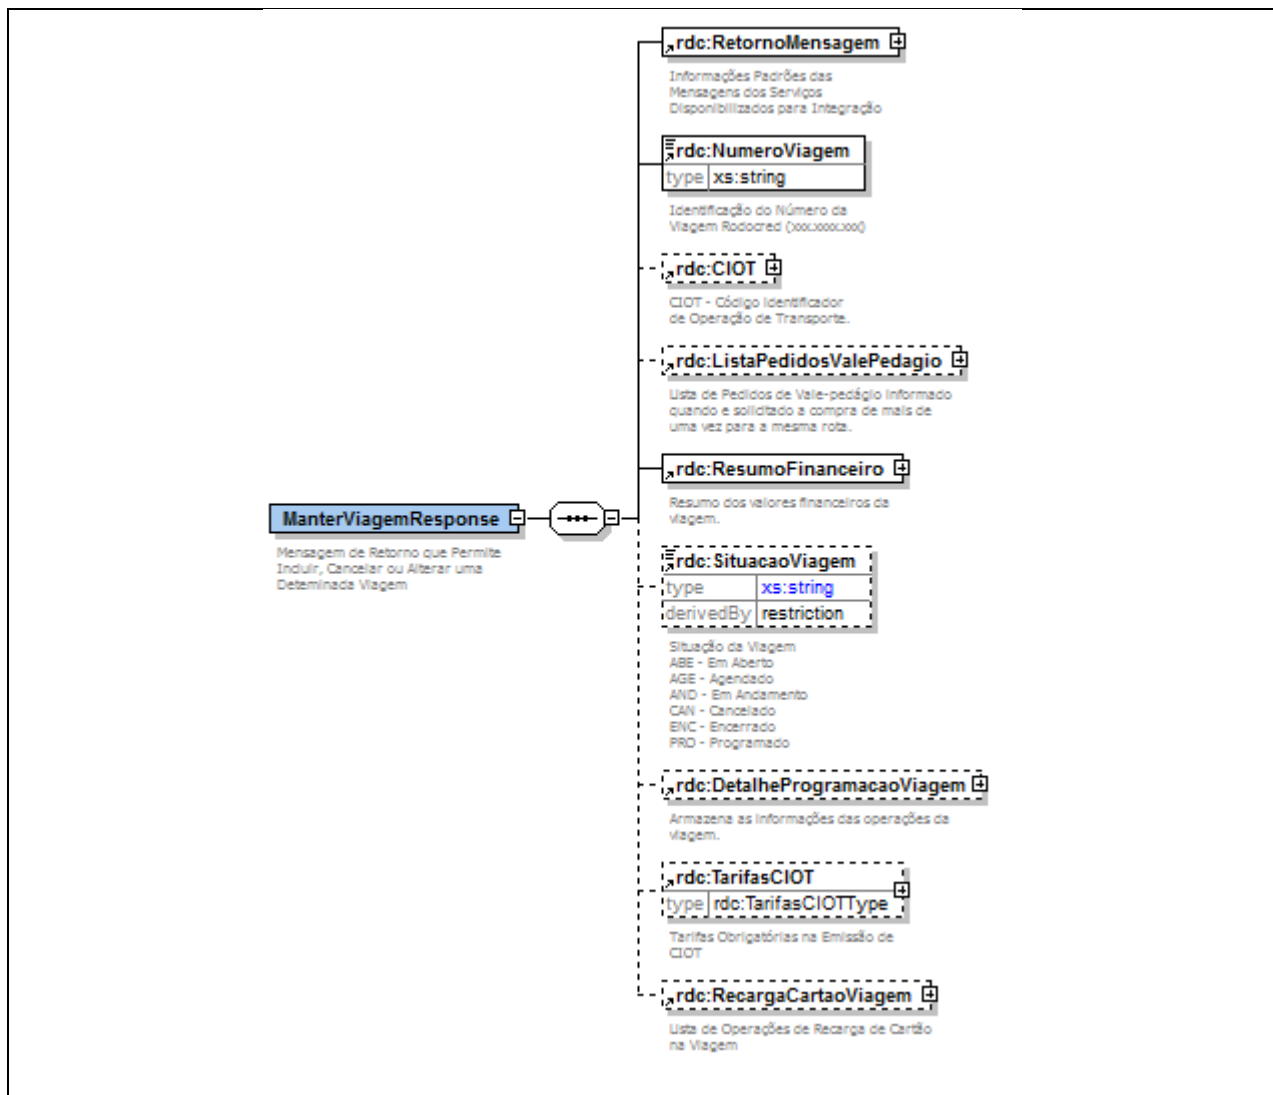 rdc:RetornoMensagem
Informações Padrões das
Mensagens dos Serviços
Disponibilizados para Integração
rdc:NumeroViagem
type xs:string
Identificação do Número da
Viagem Rodocred (xxx.xxxx.xxx)
rdc:CIOT
CIOT - Código Identificador
de Operação de Transporte.
rdc:ListaPedidosValePedagio
Lista de Pedidos de Vale-pedágio informado
quando e solicitado a compra de mais de
uma vez para a mesma rota.
rdc:ResumoFinanceiro
Resumo dos valores financeiros da
viagem.
ManterViagemResponse
Mensagem de Retorno que Permite
Incluir, Cancelar ou Alterar uma
Deteminada Viagem
rdc:SituacaoViagem
type xs:string
derivedBy restriction
Situação da Viagem
ABE - Em Aberto
AGE - Agendado
AND - Em Andamento
CAN - Cancelado
ENC - Encerrado
PRO - Programado
rdc:DetalheProgramacaoViagem
Armazena as informações das operações da
viagem.
rdc:TarifasCIOT
type rdc:TarifasCIOTType
Tarifas Obrigatórias na Emissão de
CIOT
rdc:RecargaCartaoViagem
Lista de Operações de Recarga de Cartão
na Viagem